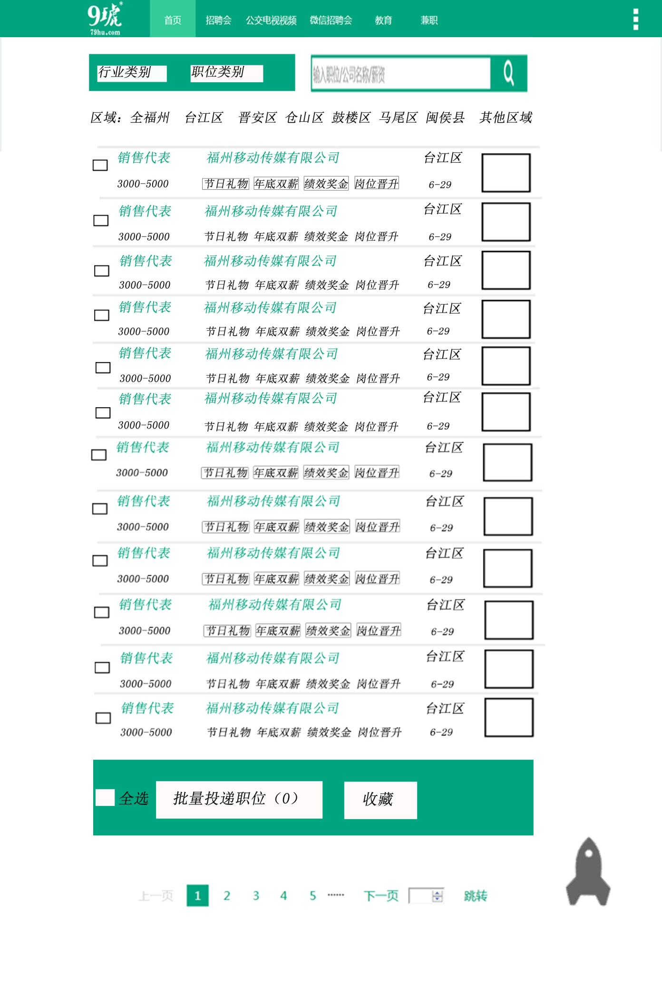 9琥*
79hu.com
首页 招聘会 公交电视视频 微信招聘会 教育 兼职
行业类别 职位类别 输入职位/公司名称/薪资
区域：全福州 台江区 晋安区 仓山区 鼓楼区 马尾区 闽侯县 其他区域
销售代表 福州移动传媒有限公司 台江区
3000-5000 节日礼物 年底双薪 绩效奖金 岗位晋升 6-29
销售代表 福州移动传媒有限公司 台江区
3000-5000 节日礼物 年底双薪 绩效奖金 岗位晋升 6-29
销售代表 福州移动传媒有限公司 台江区
3000-5000 节日礼物 年底双薪 绩效奖金 岗位晋升 6-29
销售代表 福州移动传媒有限公司 台江区
3000-5000 节日礼物 年底双薪 绩效奖金 岗位晋升 6-29
销售代表 福州移动传媒有限公司 台江区
3000-5000 节日礼物 年底双薪 绩效奖金 岗位晋升 6-29
销售代表 福州移动传媒有限公司 台江区
3000-5000 节日礼物 年底双薪 绩效奖金 岗位晋升 6-29
销售代表 福州移动传媒有限公司 台江区
3000-5000 节日礼物 年底双薪 绩效奖金 岗位晋升 6-29
销售代表 福州移动传媒有限公司 台江区
3000-5000 节日礼物 年底双薪 绩效奖金 岗位晋升 6-29
销售代表 福州移动传媒有限公司 台江区
3000-5000 节日礼物 年底双薪 绩效奖金 岗位晋升 6-29
销售代表 福州移动传媒有限公司 台江区
3000-5000 节日礼物 年底双薪 绩效奖金 岗位晋升 6-29
销售代表 福州移动传媒有限公司 台江区
3000-5000 节日礼物 年底双薪 绩效奖金 岗位晋升 6-29
销售代表 福州移动传媒有限公司 台江区
3000-5000 节日礼物 年底双薪 绩效奖金 岗位晋升 6-29
全选 批量投递职位（0） 收藏
上一页 1 2 3 4 5 …… 下一页 跳转